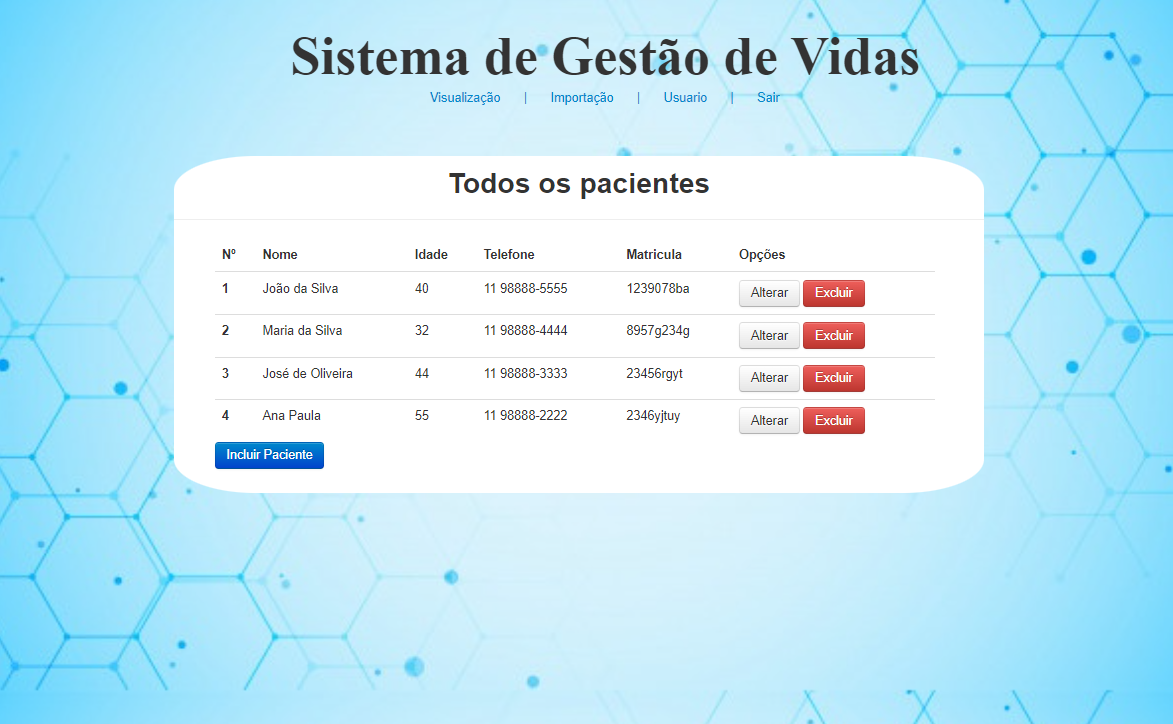 Sistema de Gestão de Vidas
Visualização | Importação | Usuario | Sair
Todos os pacientes
Nº Nome Idade Telefone Matricula Opções
1 João da Silva 40 11 98888-5555 1239078ba Alterar Excluir
2 Maria da Silva 32 11 98888-4444 8957g234g Alterar Excluir
3 José de Oliveira 44 11 98888-3333 23456rgyt Alterar Excluir
4 Ana Paula 55 11 98888-2222 2346yjtuy Alterar Excluir
Incluir Paciente